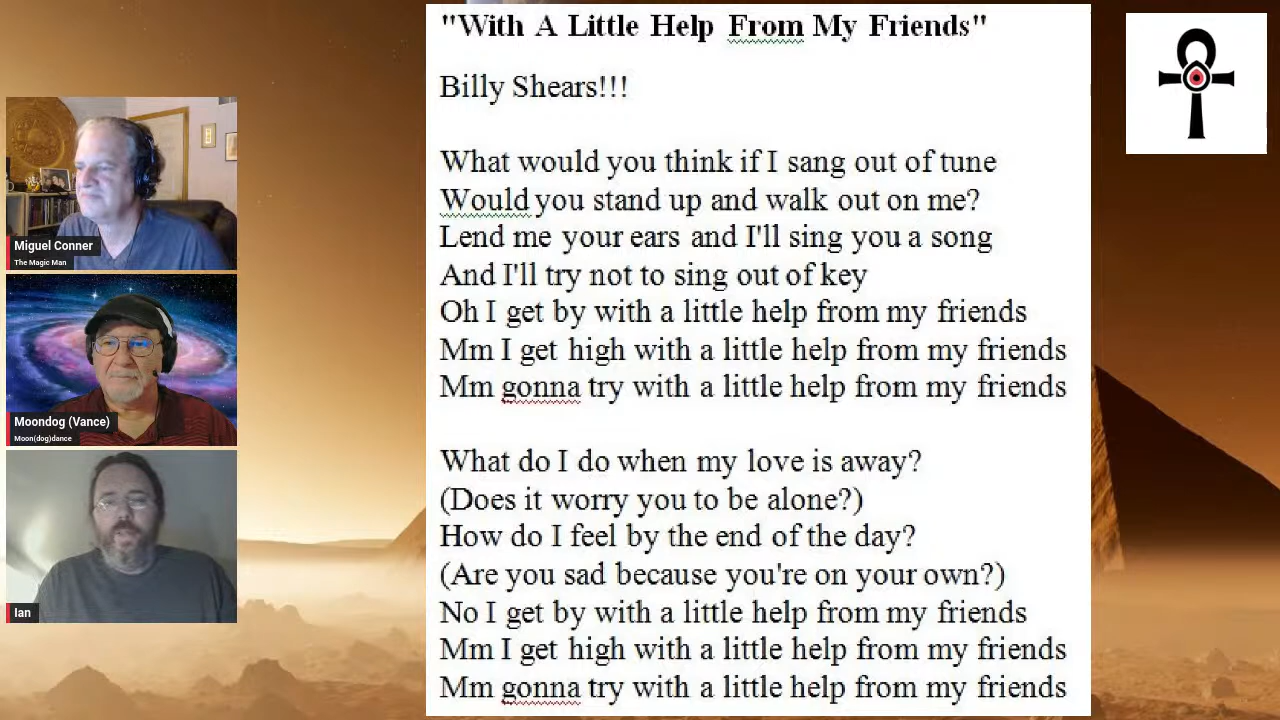 "With A Little Help From My Friends"
Billy Shears!!!
What would you think if I sang out of tune
Would you stand up and walk out on me?
Lend me your ears and I'll sing you a song
And I'll try not to sing out of key
Oh I get by with a little help from my friends
Mm I get high with a little help from my friends
Mm gonna try with a little help from my friends
What do I do when my love is away?
(Does it worry you to be alone?)
How do I feel by the end of the day?
(Are you sad because you're on your own?)
No I get by with a little help from my friends
Mm I get high with a little help from my friends
Mm gonna try with a little help from my friends
Miguel Conner
The Magic Man
Moondog (Vance)
Moon(dog)dance
Ian